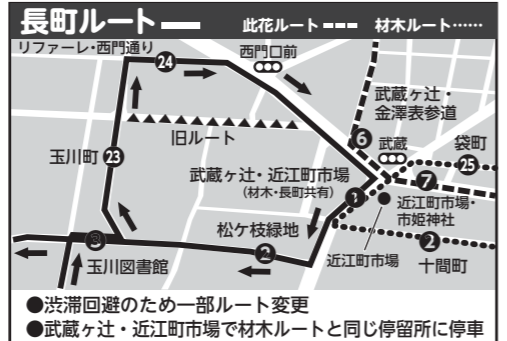 長町ルート 此花ルート 材木ルート……
リファーレ・西門通り
西門口前
24
武蔵ヶ辻・
金澤表参道
旧ルート
6
武蔵
袋町
25
玉川町
23
武蔵ヶ辻・近江町市場
(材木・長町共有)
1
7
近江町市場・
市姫神社
松ケ枝緑地
3
2
2
玉川図書館
近江町市場
十間町
●渋滞回避のため一部ルート変更
●武蔵ヶ辻・近江町市場で材木ルートと同じ停留所に停車